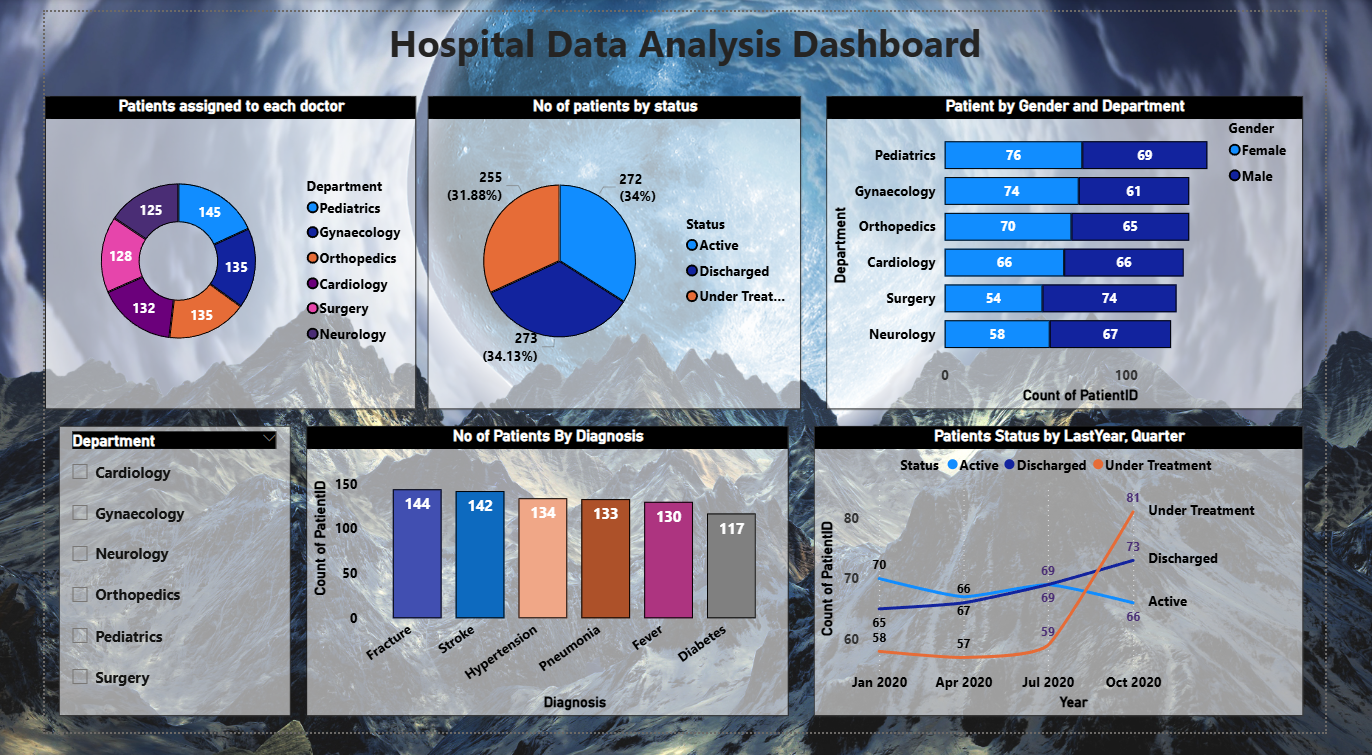 Hospital Data Analysis Dashboard
Patients assigned to each doctor
145
135
135
132
128
125
Department
Pediatrics
Gynaecology
Orthopedics
Cardiology
Surgery
Neurology
No of patients by status
255
(31.88%)
272
(34%)
273
(34.13%)
Status
Active
Discharged
Under Treat...
Patient by Gender and Department
Gender
Female
Male
Department
Pediatrics 76 69
Gynaecology 74 61
Orthopedics 70 65
Cardiology 66 66
Surgery 54 74
Neurology 58 67
0 100
Count of PatientID
Department
Cardiology
Gynaecology
Neurology
Orthopedics
Pediatrics
Surgery
No of Patients By Diagnosis
Count of PatientID
150
100
50
0
144 142 134 133 130 117
Fracture Stroke Hypertension Pneumonia Fever Diabetes
Diagnosis
Patients Status by LastYear, Quarter
Status Active Discharged Under Treatment
Count of PatientID
80
70
60
70
65
58
66
67
57
69
69
59
81
73
66
Under Treatment
Discharged
Active
Jan 2020 Apr 2020 Jul 2020 Oct 2020
Year